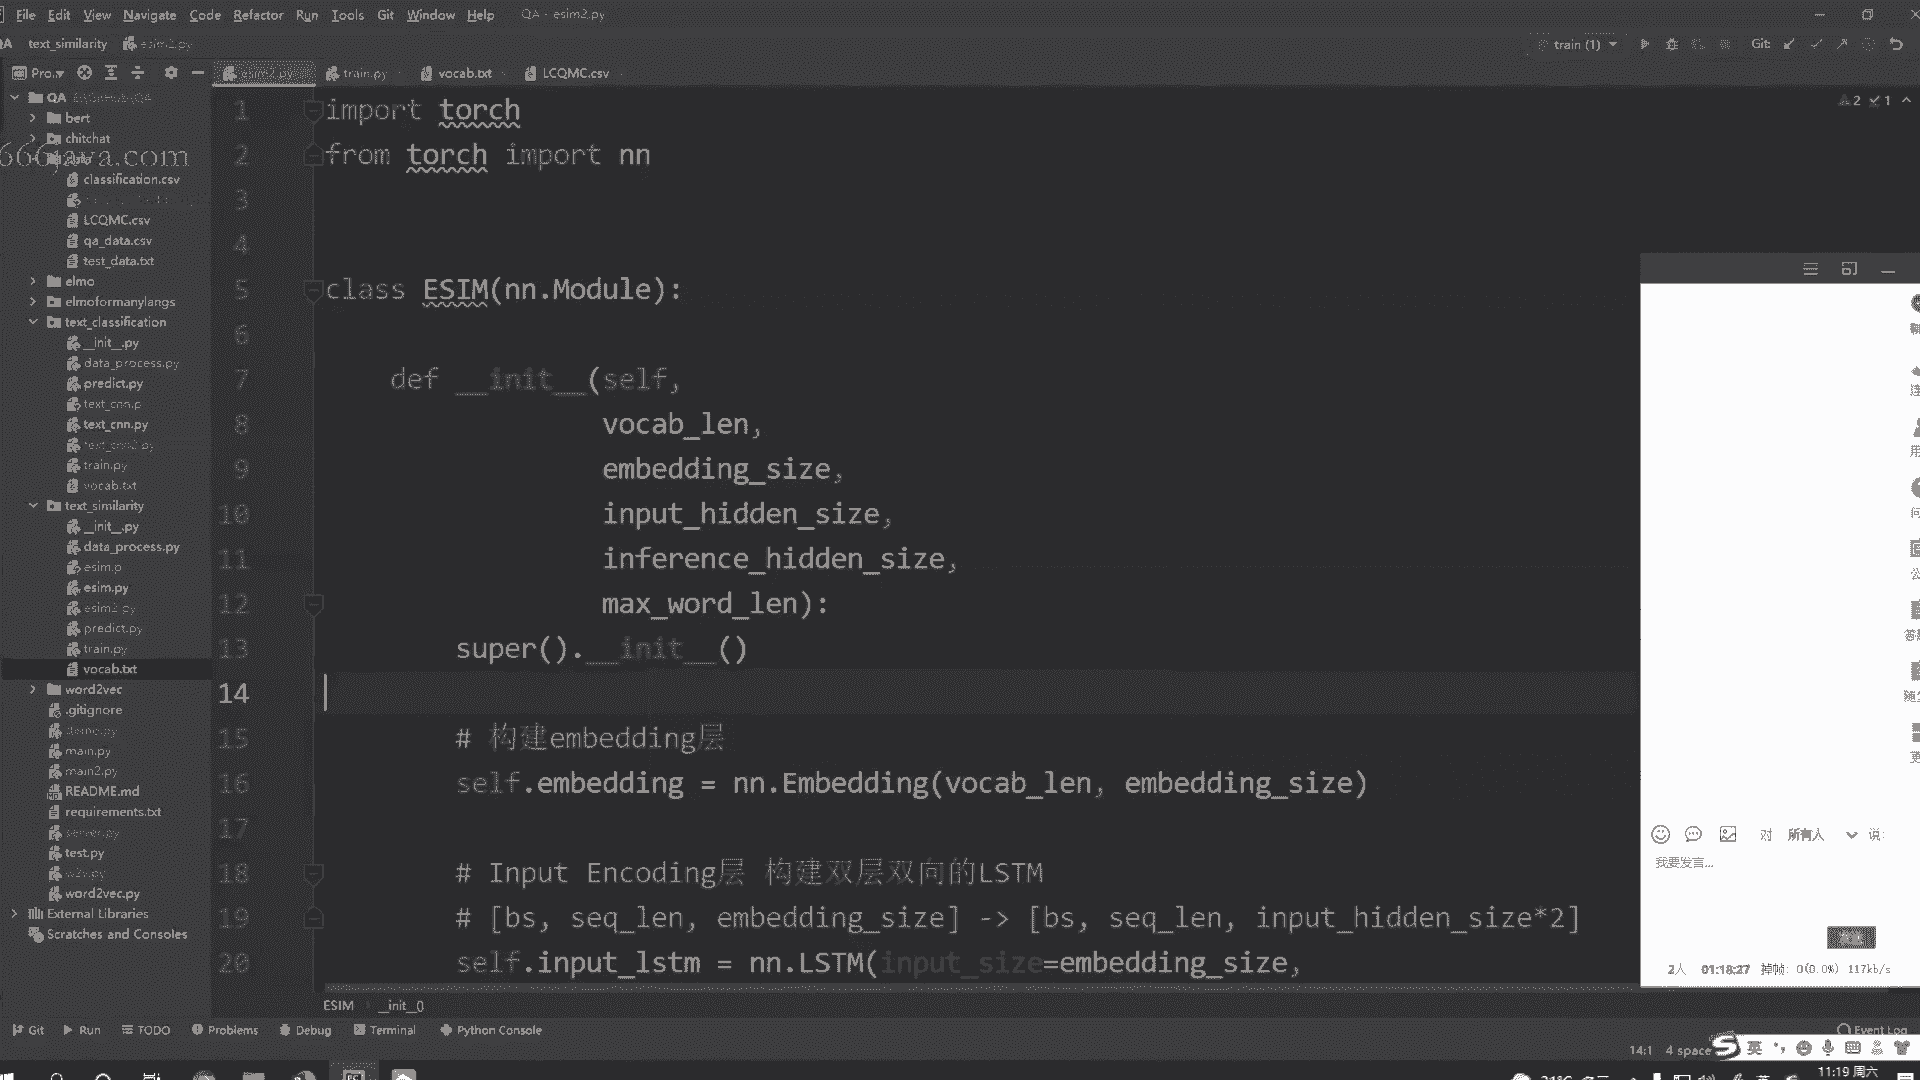 File Edit View Navigate Code Refactor Run Tools Git Window Help QA - esim2.py
QA text_similarity esim2.py train (1) Git:
Pro... esim2.py train.py vocab.txt LCQMC.csv
2 1
QA
bert
chitchat
666java.com
classification.csv
LCQMC.csv
qa_data.csv
test_data.txt
elmo
elmoformanylangs
text_classification
__init__.py
data_process.py
predict.py
text_cnn.p
text_cnn.py
text_cnn2.py
train.py
vocab.txt
text_similarity
__init__.py
data_process.py
esim.p
esim.py
esim2.py
predict.py
train.py
vocab.txt
word2vec
.gitignore
demo.py
main.py
main2.py
README.md
requirements.txt
server.py
test.py
w2v.py
word2vec.py
External Libraries
Scratches and Consoles
1 import torch
2 from torch import nn
3
4
5 class ESIM(nn.Module):
6
7 def __init__(self,
8 vocab_len,
9 embedding_size,
10 input_hidden_size,
11 inference_hidden_size,
12 max_word_len):
13 super().__init__()
14
15 # 构建embedding层
16 self.embedding = nn.Embedding(vocab_len, embedding_size)
17
18 # Input Encoding层 构建双层双向的LSTM
19 # [bs, seq_len, embedding_size] -> [bs, seq_len, input_hidden_size*2]
20 self.input_lstm = nn.LSTM(input_size=embedding_size,
ESIM __init__()
对 所有人 说:
我要发言...
2人 01:18:27 掉帧: 0(0.0%) 117kb/s
Git Run TODO Problems Debug Terminal Python Console Event Log
14:1 4 space
英
11:19 周六